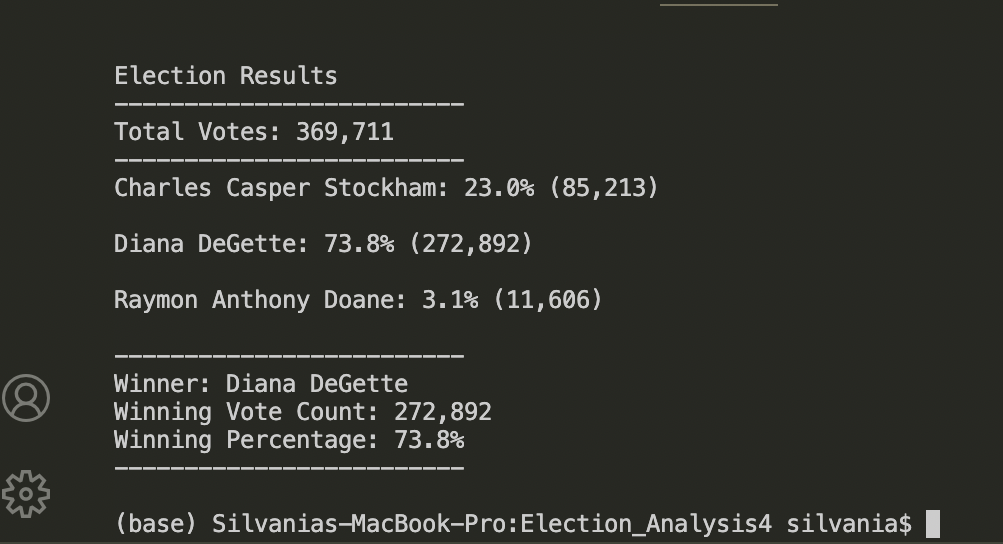 Election Results
-------------------------
Total Votes: 369,711
-------------------------
Charles Casper Stockham: 23.0% (85,213)
Diana DeGette: 73.8% (272,892)
Raymon Anthony Doane: 3.1% (11,606)
-------------------------
Winner: Diana DeGette
Winning Vote Count: 272,892
Winning Percentage: 73.8%
-------------------------
(base) Silvanias-MacBook-Pro:Election_Analysis4 silvania$